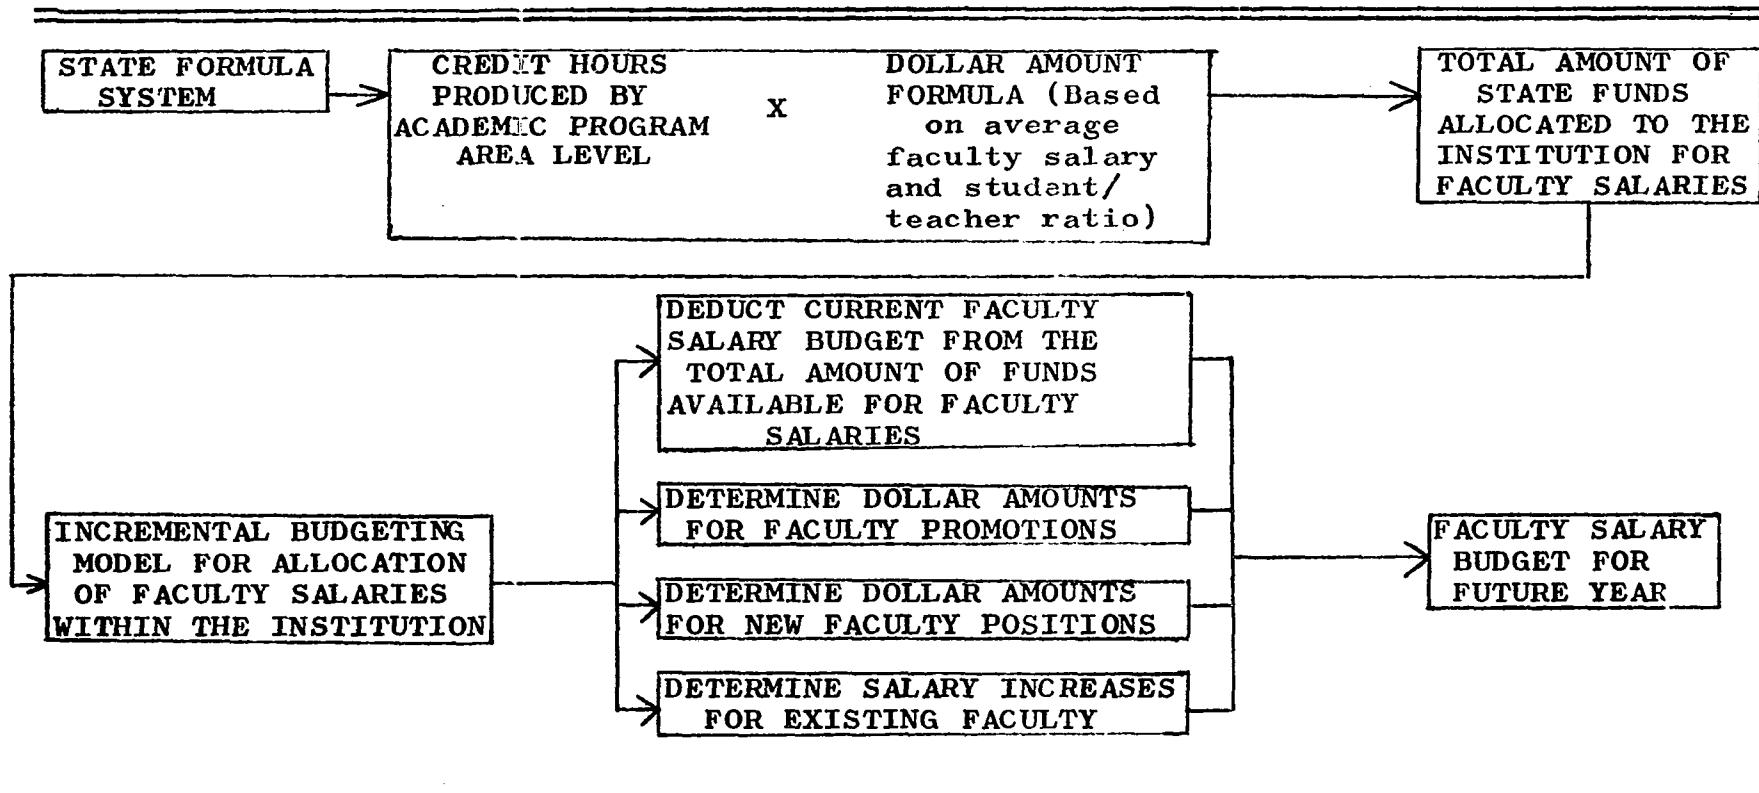 STATE FORMULA
SYSTEM
CREDIT HOURS
PRODUCED BY
ACADEMIC PROGRAM
AREA LEVEL
X
DOLLAR AMOUNT
FORMULA (Based
on average
faculty salary
and student/
teacher ratio)
TOTAL AMOUNT OF
STATE FUNDS
ALLOCATED TO THE
INSTITUTION FOR
FACULTY SALARIES
INCREMENTAL BUDGETING
MODEL FOR ALLOCATION
OF FACULTY SALARIES
WITHIN THE INSTITUTION
DEDUCT CURRENT FACULTY
SALARY BUDGET FROM THE
TOTAL AMOUNT OF FUNDS
AVAILABLE FOR FACULTY
SALARIES
DETERMINE DOLLAR AMOUNTS
FOR FACULTY PROMOTIONS
DETERMINE DOLLAR AMOUNTS
FOR NEW FACULTY POSITIONS
DETERMINE SALARY INCREASES
FOR EXISTING FACULTY
FACULTY SALARY
BUDGET FOR
FUTURE YEAR